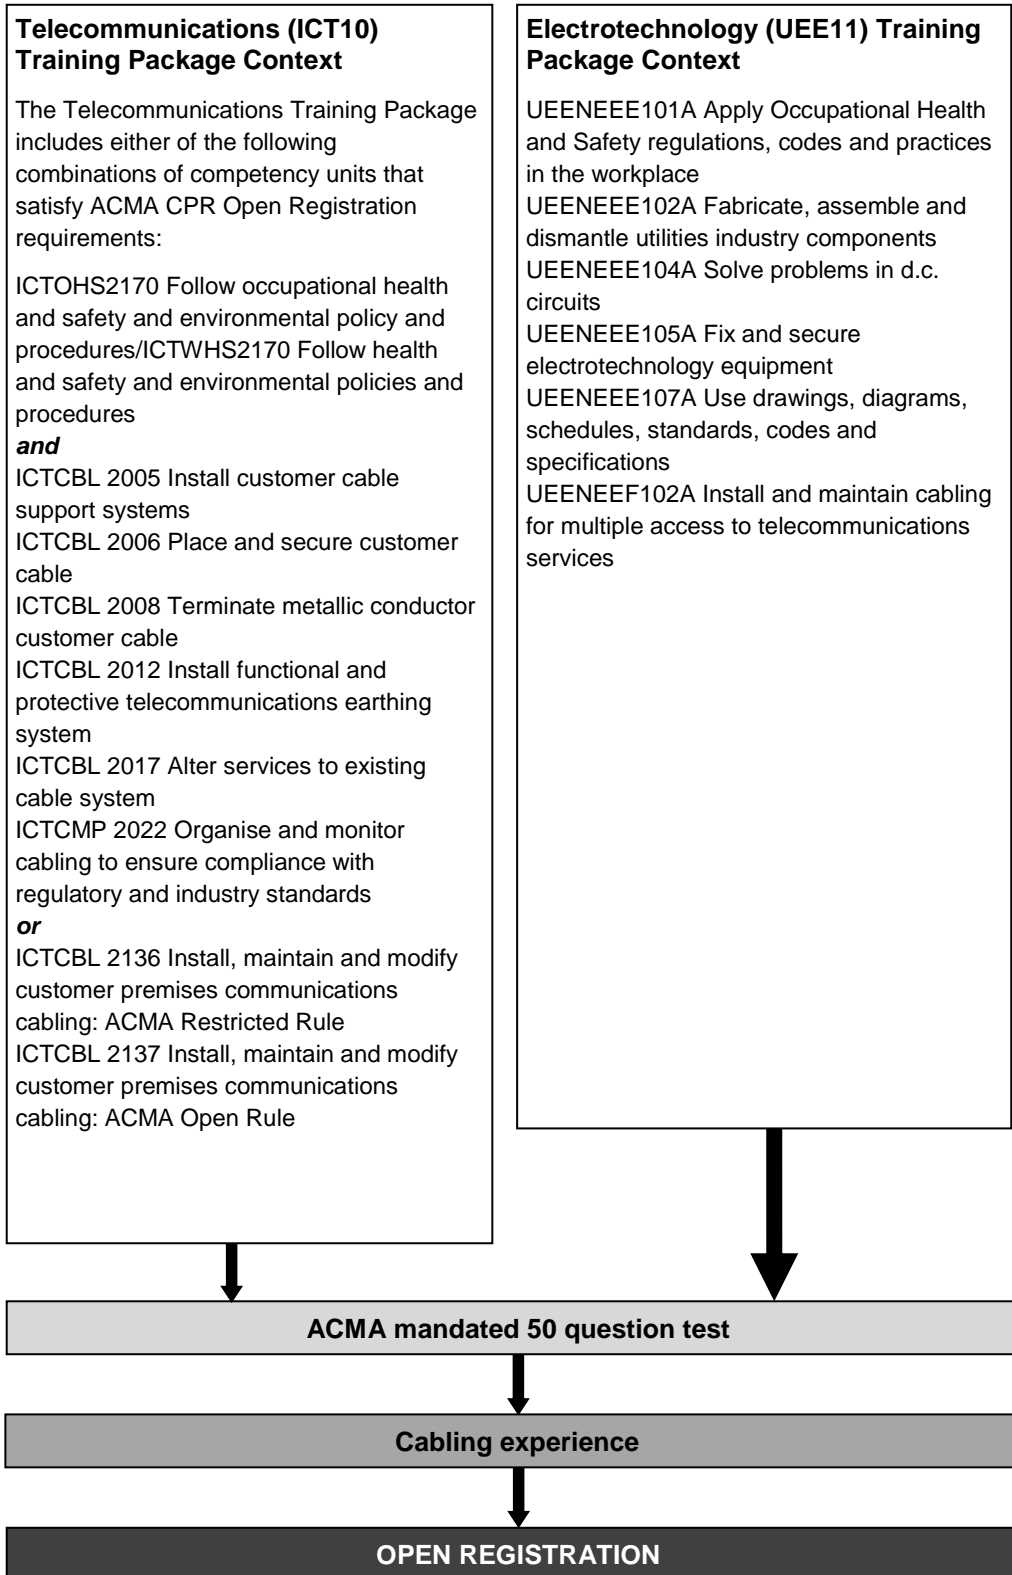 Telecommunications (ICT10)
Training Package Context
The Telecommunications Training Package
includes either of the following
combinations of competency units that
satisfy ACMA CPR Open Registration
requirements:
ICTOHS2170 Follow occupational health
and safety and environmental policy and
procedures/ICTWHS2170 Follow health
and safety and environmental policies and
procedures
and
ICTCBL 2005 Install customer cable
support systems
ICTCBL 2006 Place and secure customer
cable
ICTCBL 2008 Terminate metallic conductor
customer cable
ICTCBL 2012 Install functional and
protective telecommunications earthing
system
ICTCBL 2017 Alter services to existing
cable system
ICTCMP 2022 Organise and monitor
cabling to ensure compliance with
regulatory and industry standards
or
ICTCBL 2136 Install, maintain and modify
customer premises communications
cabling: ACMA Restricted Rule
ICTCBL 2137 Install, maintain and modify
customer premises communications
cabling: ACMA Open Rule
Electrotechnology (UEE11) Training
Package Context
UEENEEE101A Apply Occupational Health
and Safety regulations, codes and practices
in the workplace
UEENEEE102A Fabricate, assemble and
dismantle utilities industry components
UEENEEE104A Solve problems in d.c.
circuits
UEENEEE105A Fix and secure
electrotechnology equipment
UEENEEE107A Use drawings, diagrams,
schedules, standards, codes and
specifications
UEENEEF102A Install and maintain cabling
for multiple access to telecommunications
services
ACMA mandated 50 question test
Cabling experience
OPEN REGISTRATION